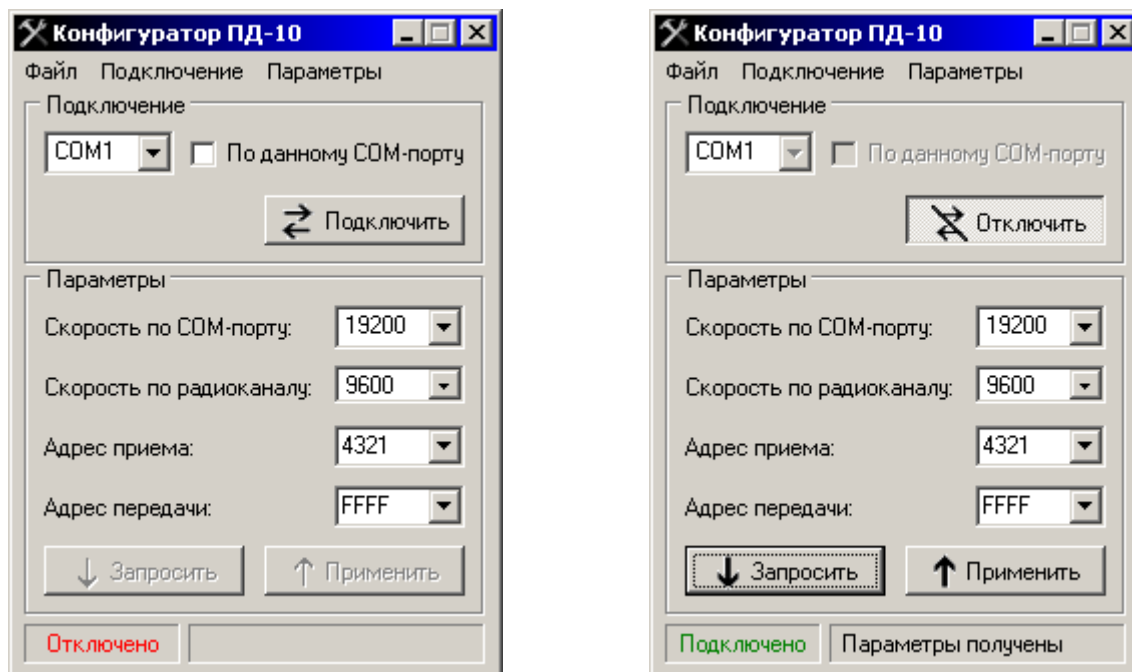 Конфигуратор ПД-10
Файл Подключение Параметры
Подключение
COM1 По данному COM-порту
Подключить
Параметры
Скорость по COM-порту: 19200
Скорость по радиоканалу: 9600
Адрес приема: 4321
Адрес передачи: FFFF
Запросить Применить
Отключено
Конфигуратор ПД-10
Файл Подключение Параметры
Подключение
COM1 По данному COM-порту
Отключить
Параметры
Скорость по COM-порту: 19200
Скорость по радиоканалу: 9600
Адрес приема: 4321
Адрес передачи: FFFF
Запросить Применить
Подключено Параметры получены